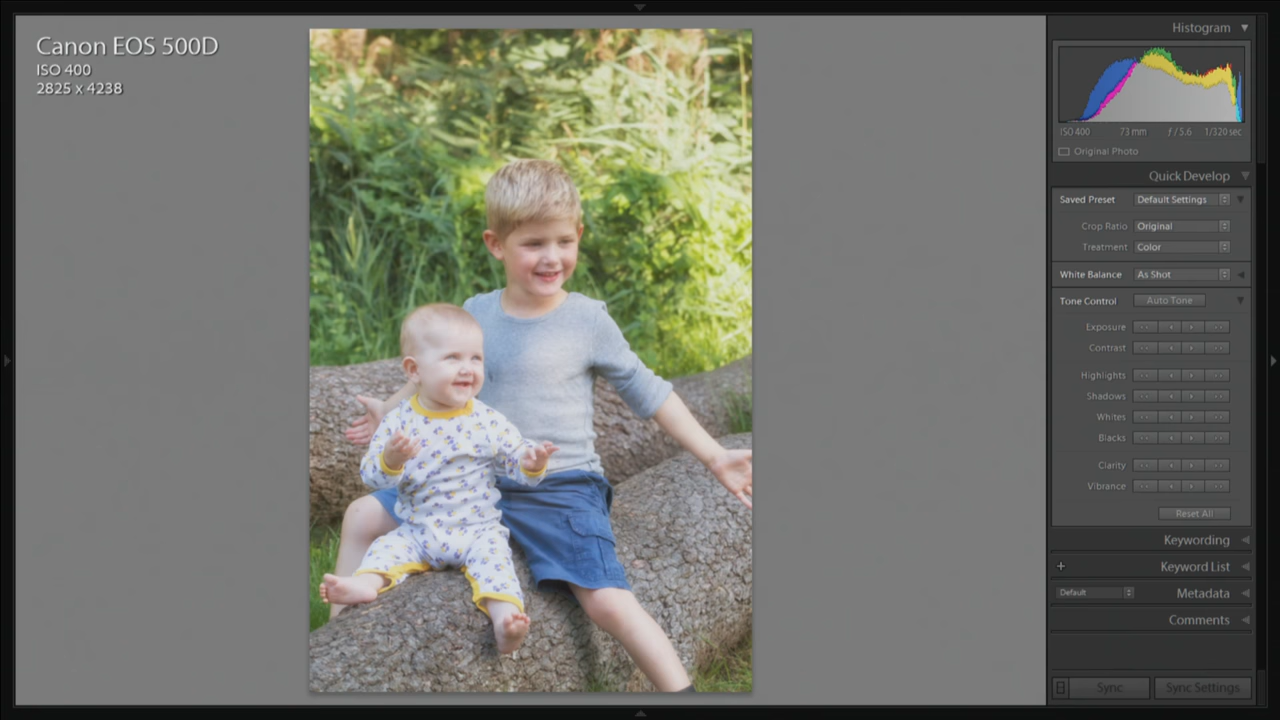 Canon EOS 500D
ISO 400
2825 x 4238
Histogram
ISO 400 73 mm ƒ / 5.6 1/320 sec
Original Photo
Quick Develop
Saved Preset Default Settings
Crop Ratio Original
Treatment Color
White Balance As Shot
Tone Control Auto Tone
Exposure
Contrast
Highlights
Shadows
Whites
Blacks
Clarity
Vibrance
Reset All
Keywording
+ Keyword List
Default Metadata
Comments
Sync Sync Settings